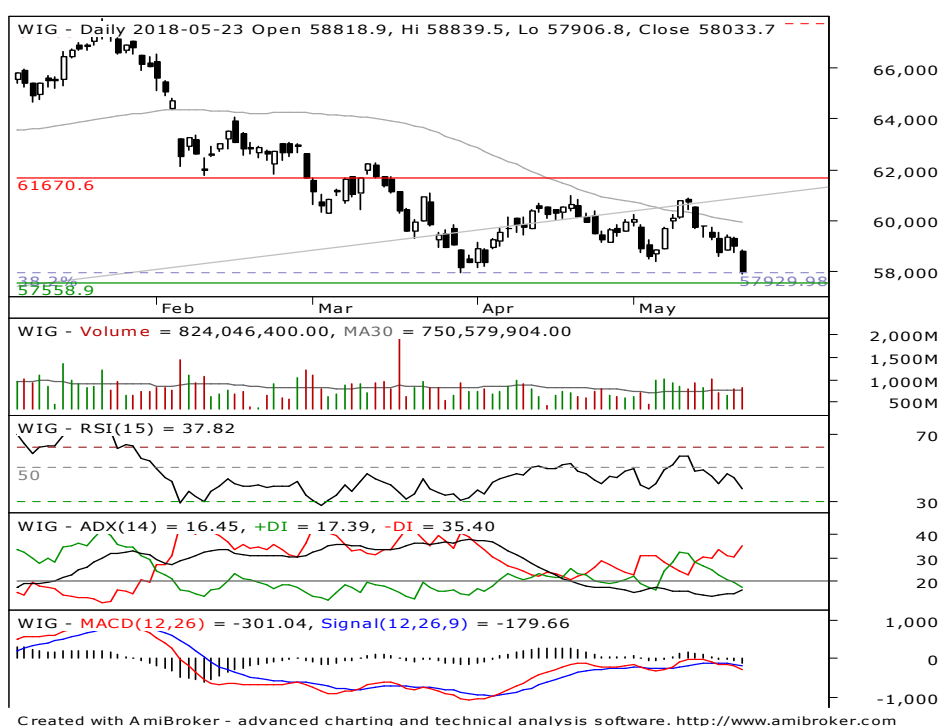 WIG - Daily 2018-05-23 Open 58818.9, Hi 58839.5, Lo 57906.8, Close 58033.7
66,000
64,000
62,000
61670.6
60,000
58,000
38.2%
57929.98
57558.9
Feb Mar Apr May
WIG - Volume = 824,046,400.00, MA30 = 750,579,904.00
2,000M
1,500M
1,000M
500M
WIG - RSI(15) = 37.82
70
50
30
WIG - ADX(14) = 16.45, +DI = 17.39, -DI = 35.40
40
30
20
WIG - MACD(12,26) = -301.04, Signal(12,26,9) = -179.66
1,000
0
-1,000
Created with AmiBroker - advanced charting and technical analysis software. http://www.amibroker.com